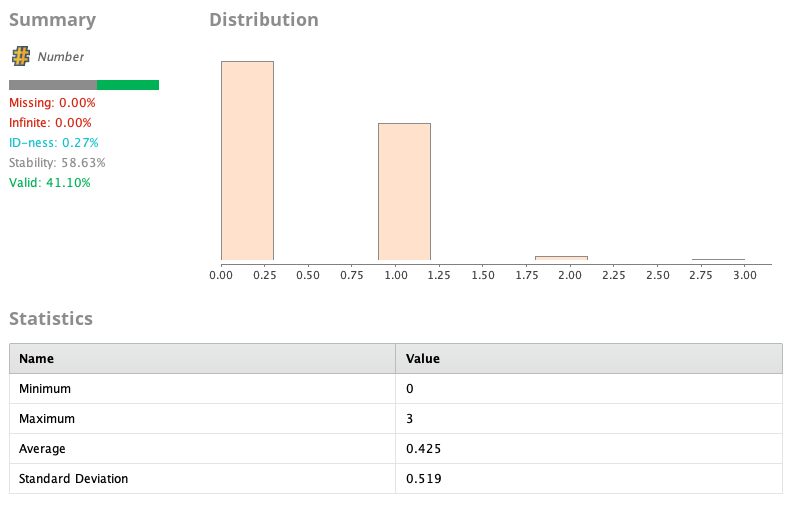 Summary
Number
Missing: 0.00%
Infinite: 0.00%
ID-ness: 0.27%
Stability: 58.63%
Valid: 41.10%
Distribution
0.00 0.25 0.50 0.75 1.00 1.25 1.50 1.75 2.00 2.25 2.50 2.75 3.00
Statistics
Name Value
Minimum 0
Maximum 3
Average 0.425
Standard Deviation 0.519